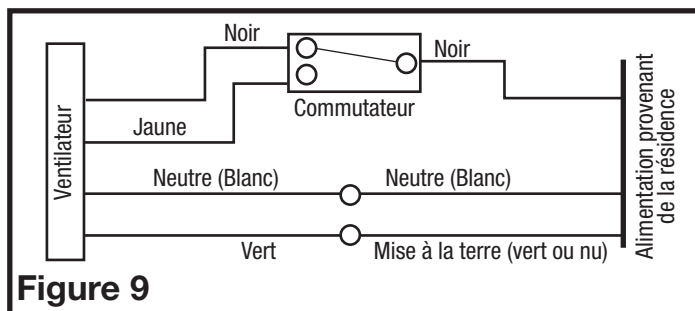 Noir
Noir
Commutateur
Jaune
Ventilateur
Neutre (Blanc)
Neutre (Blanc)
Vert
Mise à la terre (vert ou nu)
Alimentation provenant
de la résidence
Figure 9